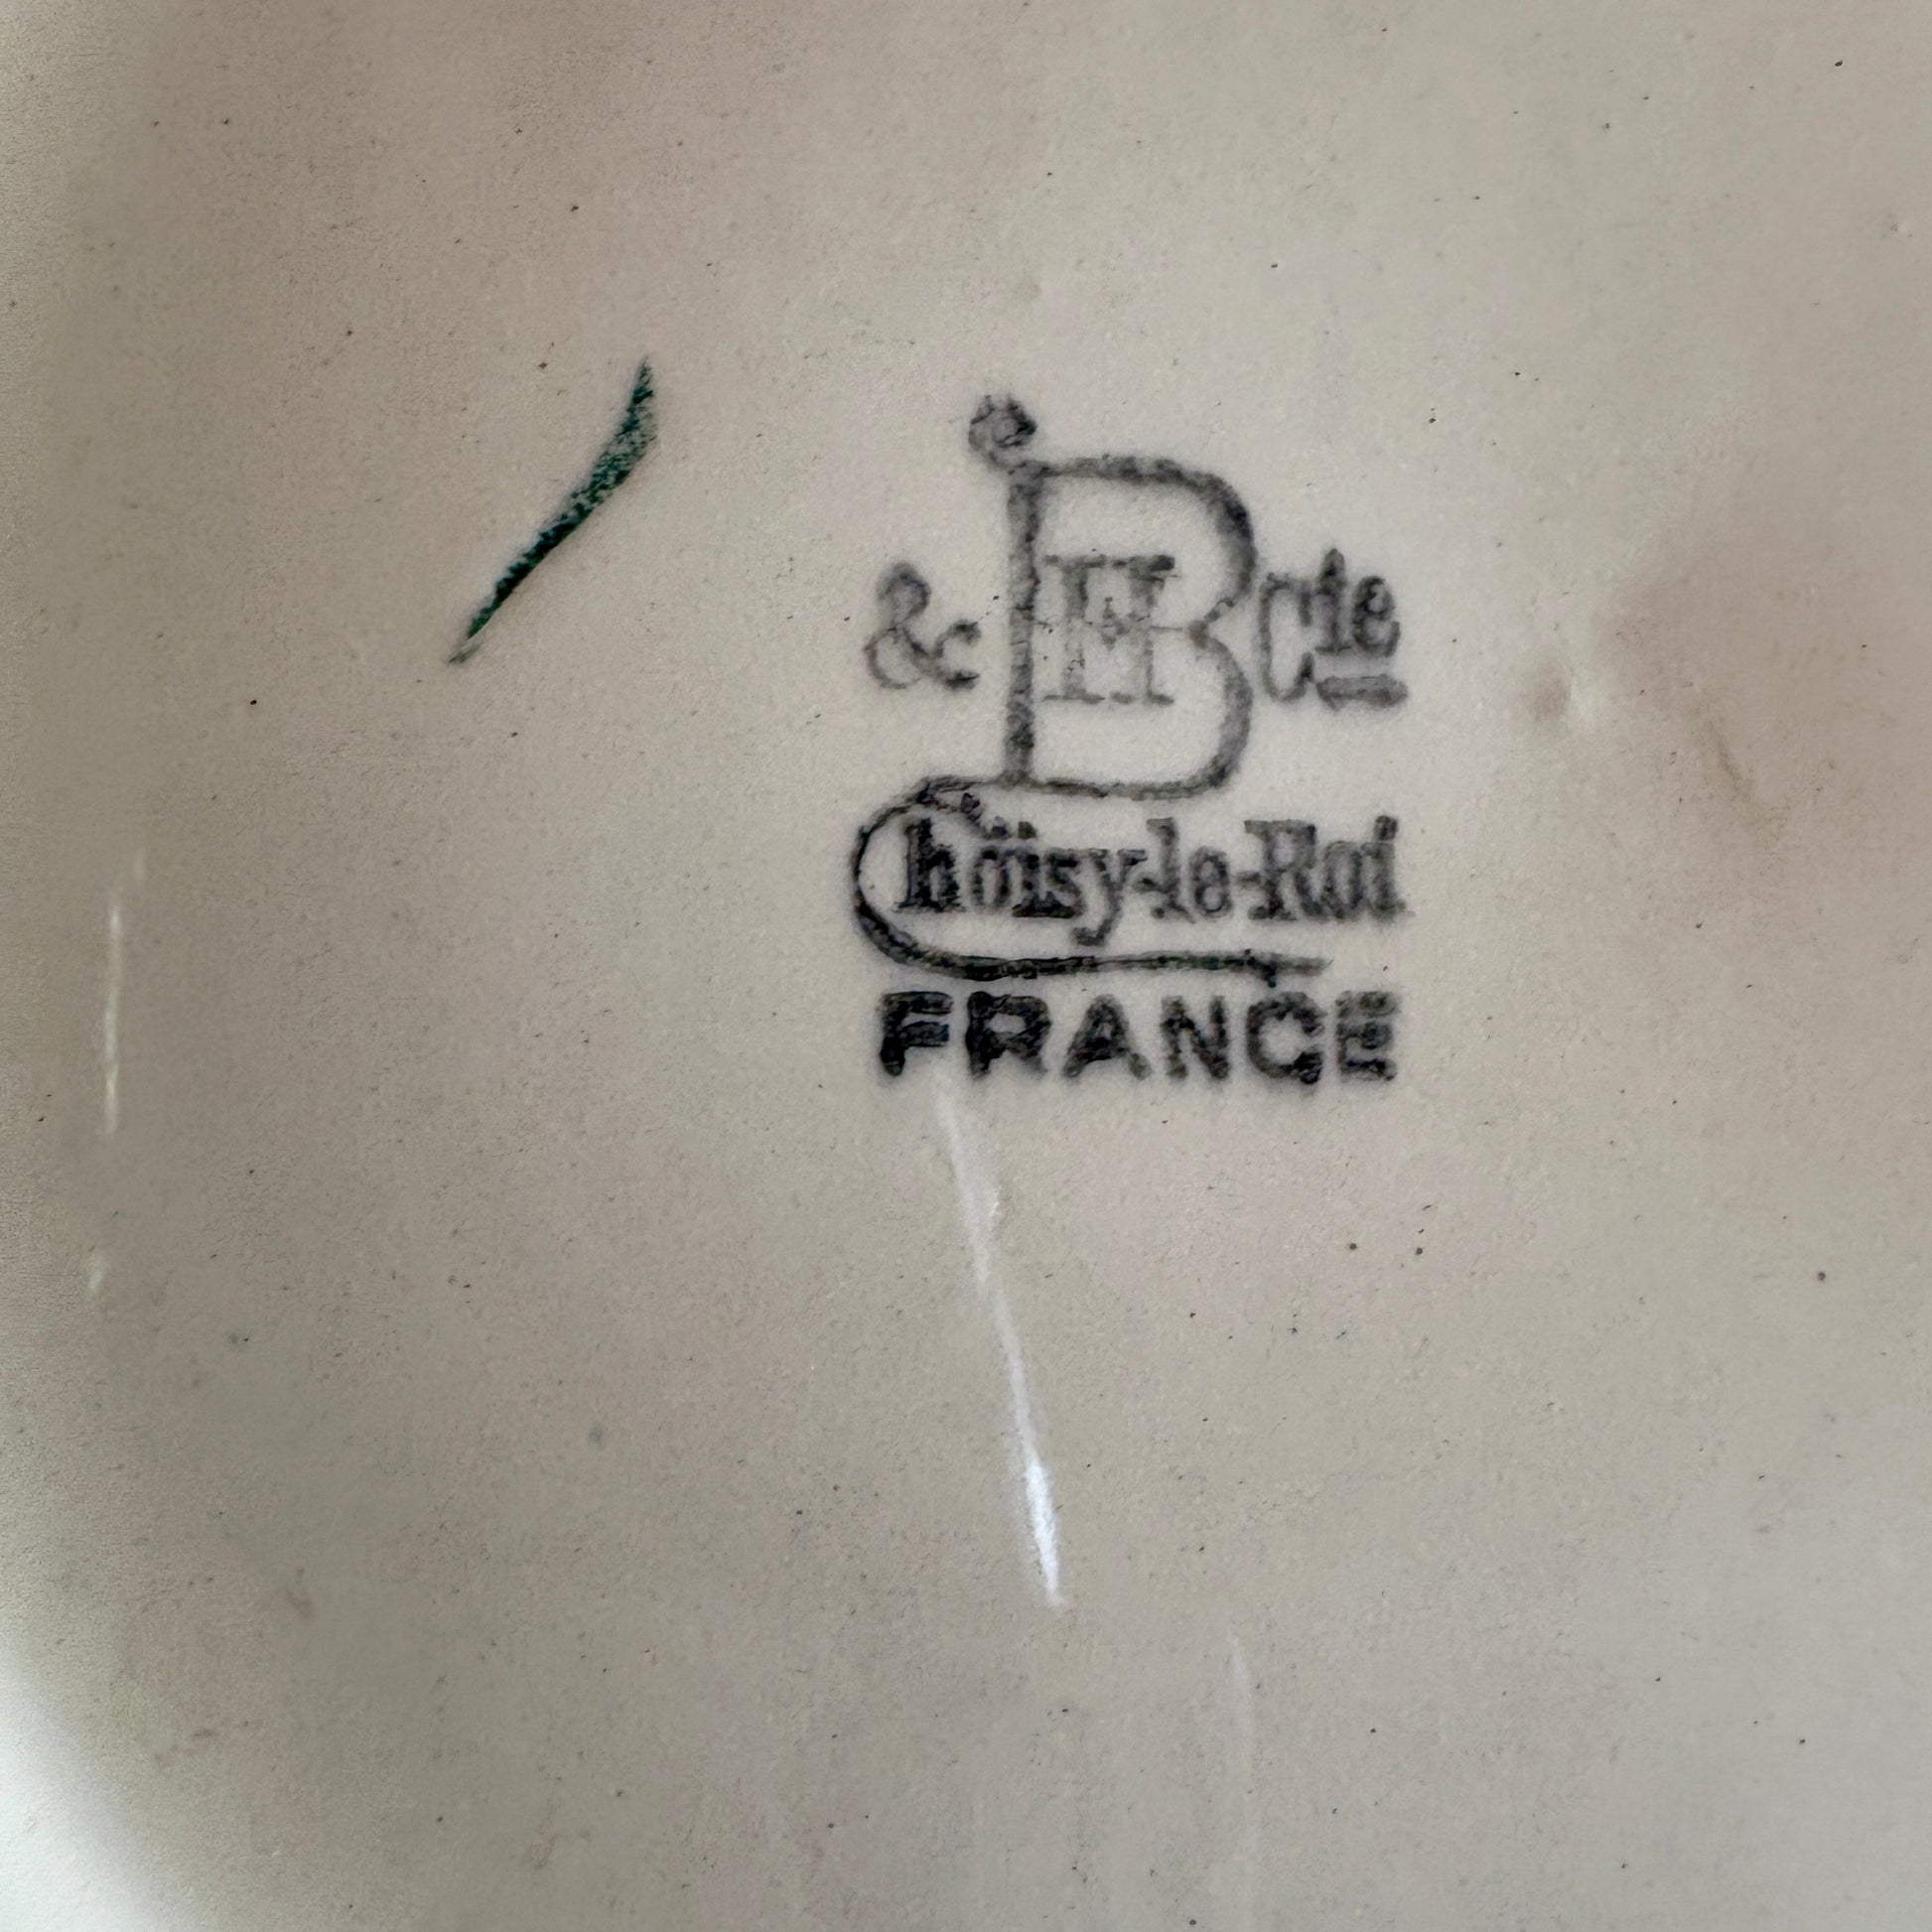 & HB Cie
Choisy-le-Roi
FRANCE